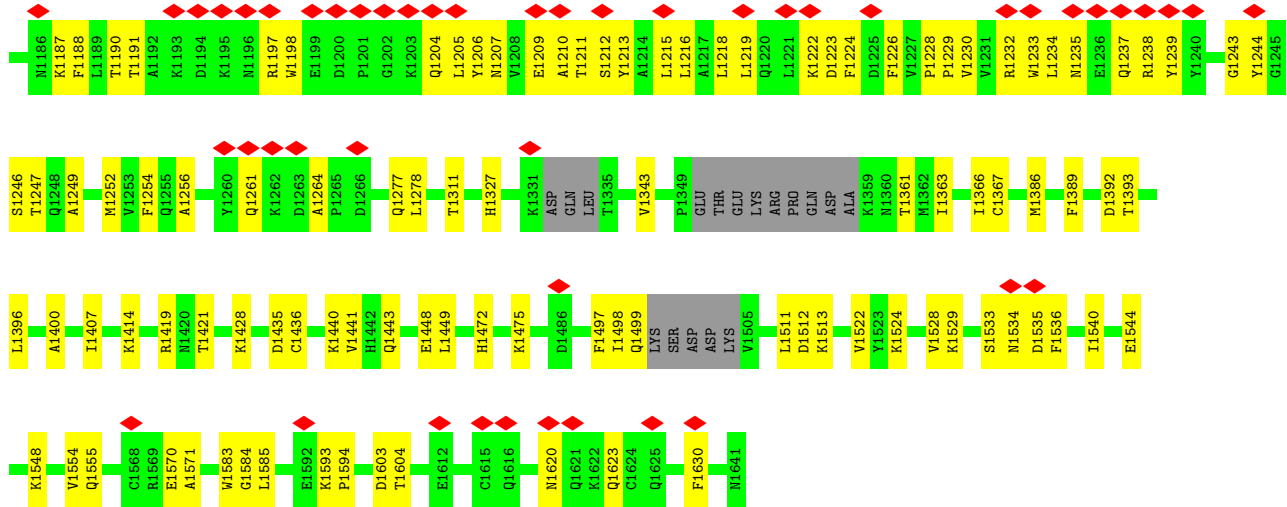 N1186 K1187 F1188 L1189 T1190 T1191 A1192 K1193 D1194 K1195 N1196 R1197 W1198 E1199 D1200 P1201 G1202 K1203 Q1204 L1205 Y1206 N1207 V1208 E1209 A1210 T1211 S1212 Y1213 A1214 L1215 L1216 A1217 L1218 L1219 Q1220 L1221 K1222 D1223 F1224 D1225 F1226 V1227 P1228 P1229 V1230 V1231 R1232 W1233 L1234 N1235 E1236 Q1237 R1238 Y1239 Y1240 G1243 Y1244 G1245
S1246 T1247 Q1248 A1249 M1252 V1253 F1254 Q1255 A1256 Y1260 Q1261 K1262 D1263 A1264 P1265 D1266 Q1277 L1278 T1311 H1327 K1331 ASP GLN LEU T1335 V1343 P1349 GLU THR GLU LYS ARG PRO GLN ASP ALA K1359 N1360 T1361 M1362 I1363 I1366 C1367 M1386 F1389 D1392 T1393
L1396 A1400 I1407 K1414 R1419 N1420 T1421 K1428 D1435 C1436 K1440 V1441 H1442 Q1443 E1448 L1449 H1472 K1475 D1486 F1497 I1498 Q1499 LYS SER ASP ASP LYS V1505 L1511 D1512 K1513 V1522 Y1523 K1524 V1528 K1529 S1533 N1534 D1535 F1536 I1540 E1544
K1548 V1554 Q1555 C1568 R1569 E1570 A1571 W1583 G1584 L1585 E1592 K1593 P1594 D1603 T1604 E1612 C1615 Q1616 N1620 Q1621 K1622 Q1623 C1624 Q1625 F1630 N1641